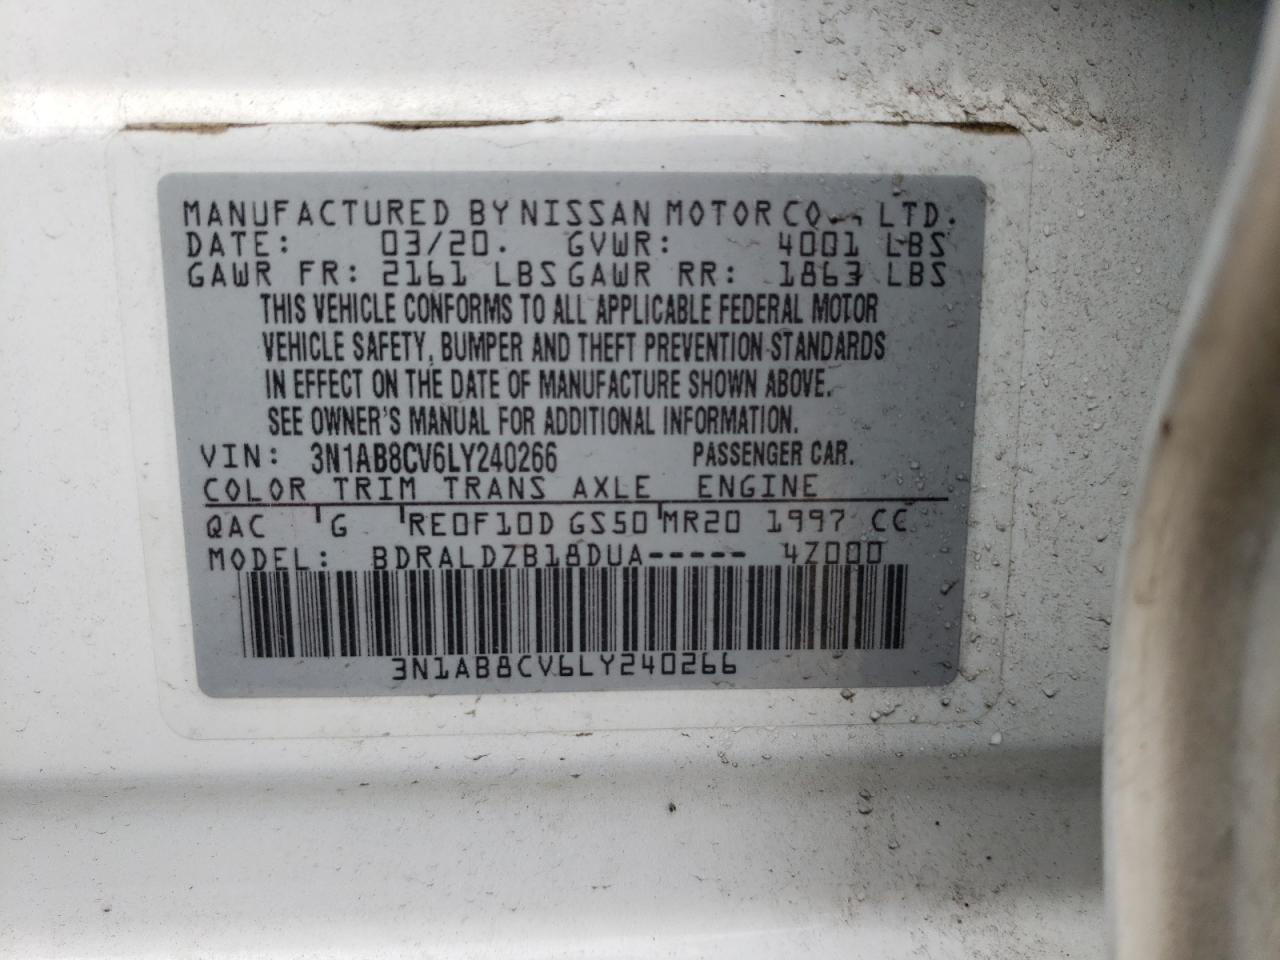 MANUFACTURED BY NISSAN MOTOR CO., LTD.
DATE: 03/20. GVWR: 4001 LBS
GAWR FR: 2161 LBS GAWR RR: 1863 LBS
THIS VEHICLE CONFORMS TO ALL APPLICABLE FEDERAL MOTOR
VEHICLE SAFETY, BUMPER AND THEFT PREVENTION STANDARDS
IN EFFECT ON THE DATE OF MANUFACTURE SHOWN ABOVE.
SEE OWNER'S MANUAL FOR ADDITIONAL INFORMATION.
VIN: 3N1AB8CV6LY240266 PASSENGER CAR.
COLOR TRIM TRANS AXLE ENGINE
QAC G RE0F10D GS50 MR20 1997 CC
MODEL: BDRALDZB18DUA----- 4Z000
3N1AB8CV6LY240266